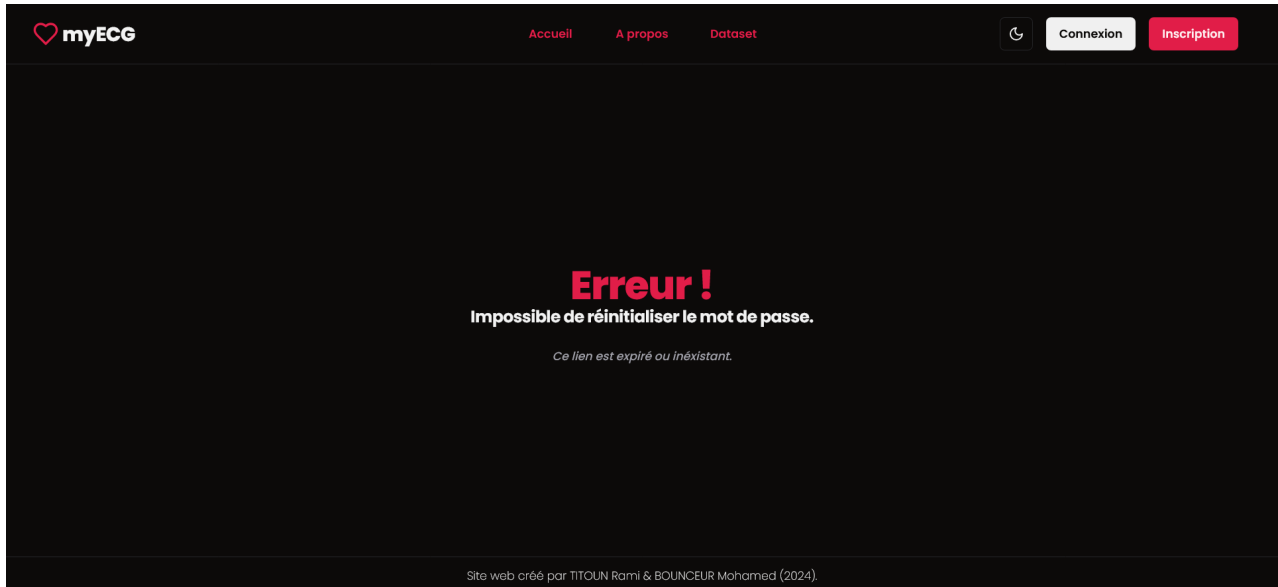 myECG
Accueil A propos Dataset
Connexion Inscription
Erreur !
Impossible de réinitialiser le mot de passe.
Ce lien est expiré ou inéxistant.
Site web créé par TITOUN Rami & BOUNCEUR Mohamed (2024).